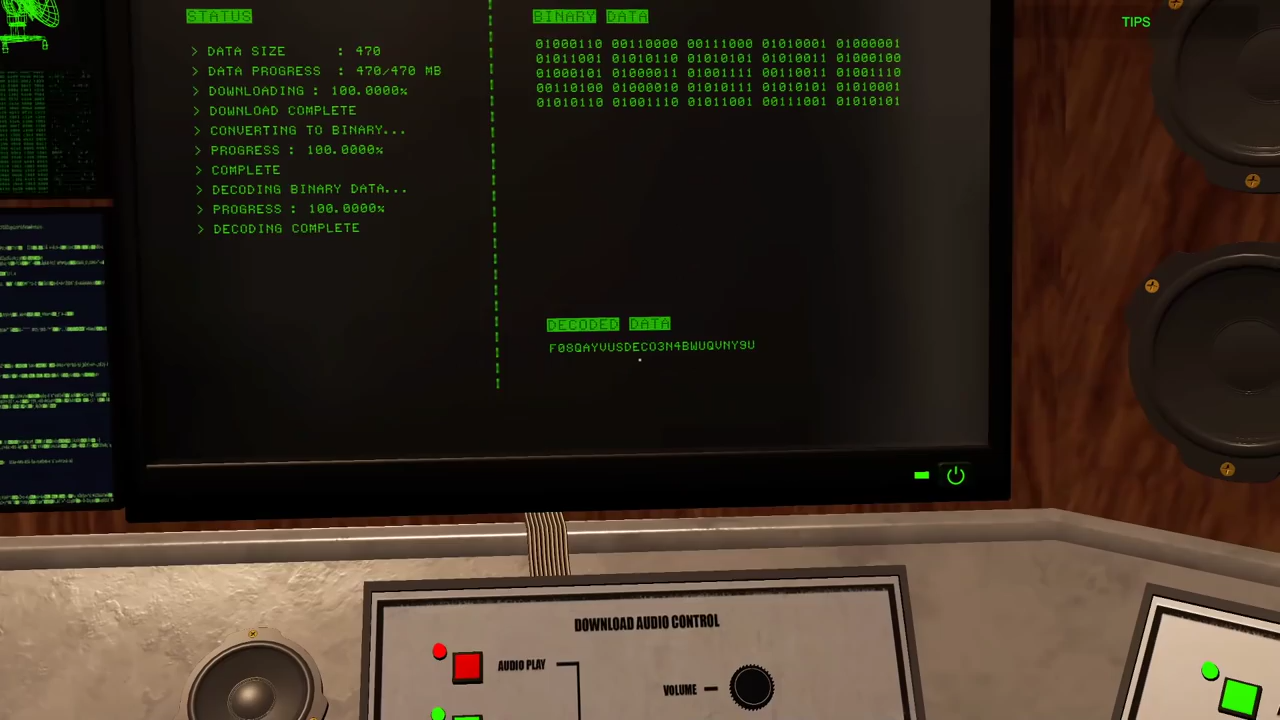 STATUS
> DATA SIZE : 470
> DATA PROGRESS : 470/470 MB
> DOWNLOADING : 100.0000%
> DOWNLOAD COMPLETE
> CONVERTING TO BINARY...
> PROGRESS : 100.0000%
> COMPLETE
> DECODING BINARY DATA...
> PROGRESS : 100.0000%
> DECODING COMPLETE
BINARY DATA
01000110 00110000 00111000 01010001 01000001
01011001 01010110 01010101 01010011 01000100
01000101 01000011 01001111 00110011 01001110
00110100 01000010 01010111 01010101 01010001
01010110 01001110 01011001 00111001 01010101
DECODED DATA
F08QAYVUSDECO3N4BWUQVNY9U
TIPS
DOWNLOAD AUDIO CONTROL
AUDIO PLAY
VOLUME